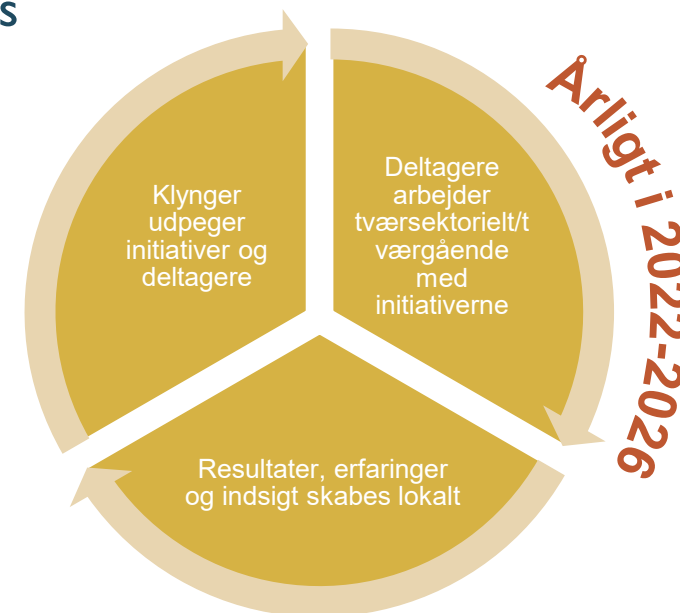 s
Klynger
udpeger
initiativer og
deltagere
Deltagere
arbejder
tværsektorielt/t
værgående
med
initiativerne
Resultater, erfaringer
og indsigt skabes lokalt
Årligt i 2022-2026